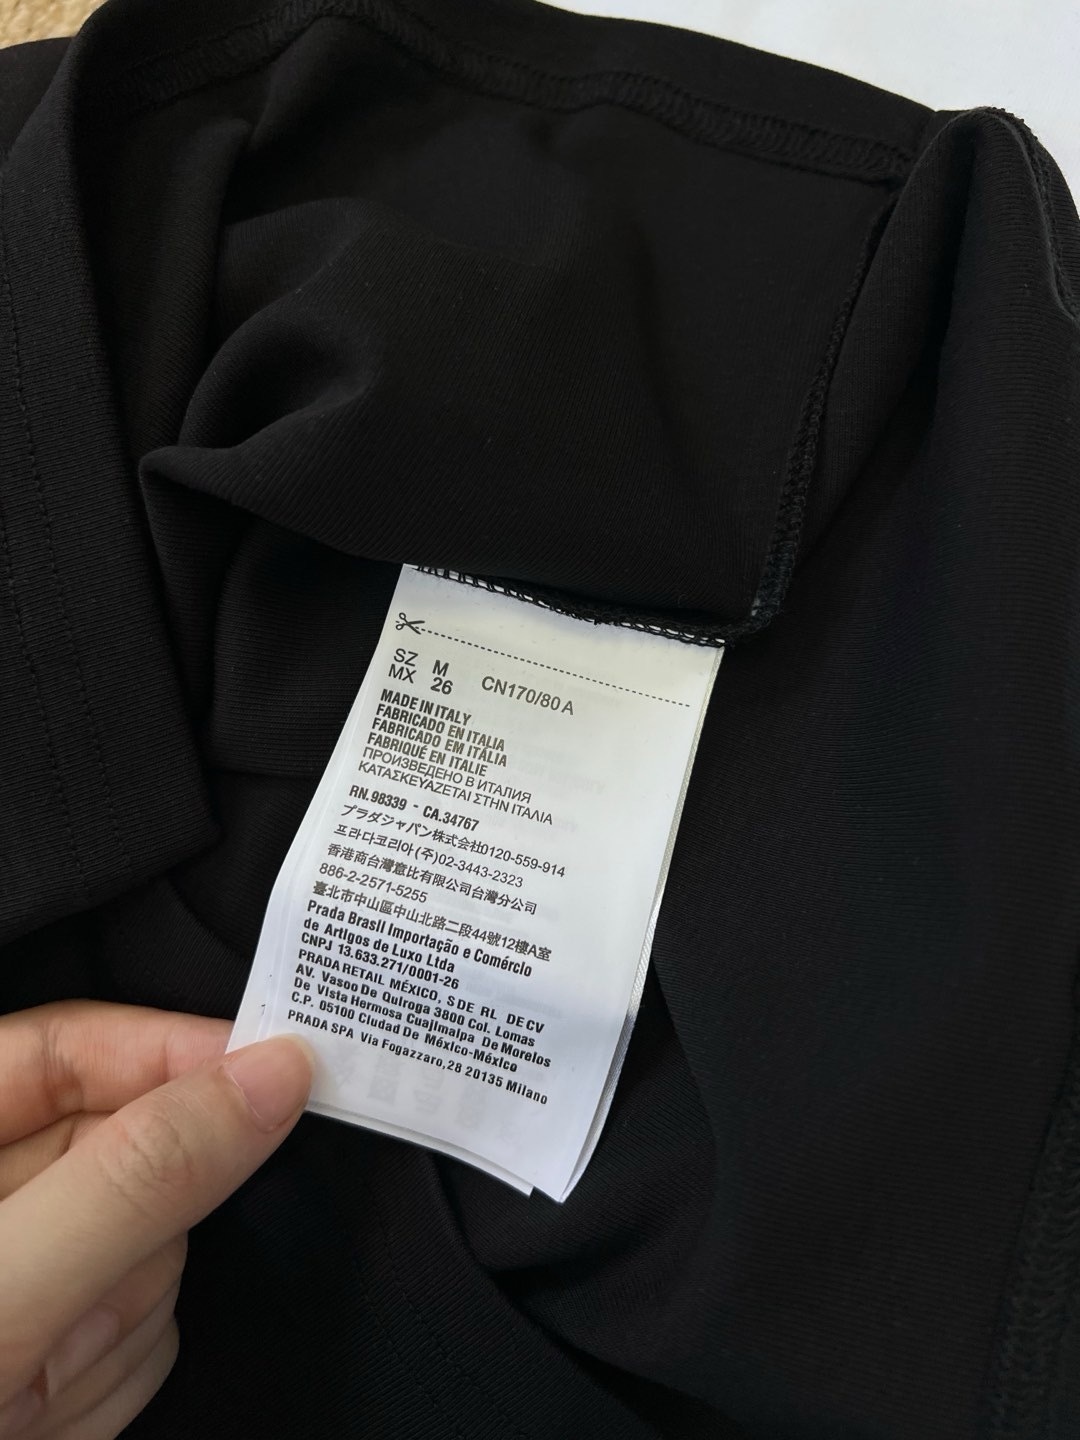 SZ M CN170/80A
MX 26
MADE IN ITALY
FABRICADO EN ITALIA
FABRICADO EM ITÁLIA
FABRIQUÉ EN ITALIE
ПРОИЗВЕДЕНО В ИТАЛИЯ
ΚΑΤΑΣΚΕΥΑΖΕΤΑΙ ΣΤΗΝ ΙΤΑΛΙΑ
RN.98339 - CA.34767
プラダジャパン株式会社0120-559-914
프라다코리아(주)02-3443-2323
香港商台灣意比有限公司台灣分公司
886-2-2571-5255
臺北市中山區中山北路二段44號12樓A室
Prada Brasil Importação e Comércio
de Artigos de Luxo Ltda
CNPJ 13.633.271/0001-26
PRADA RETAIL MÉXICO, S DE RL DE CV
AV. Vasoo De Quiroga 3800 Col. Lomas
De Vista Hermosa Cuajimalpa De Morelos
C.P. 05100 Ciudad De México-México
PRADA SPA Via Fogazzaro,28 20135 Milano